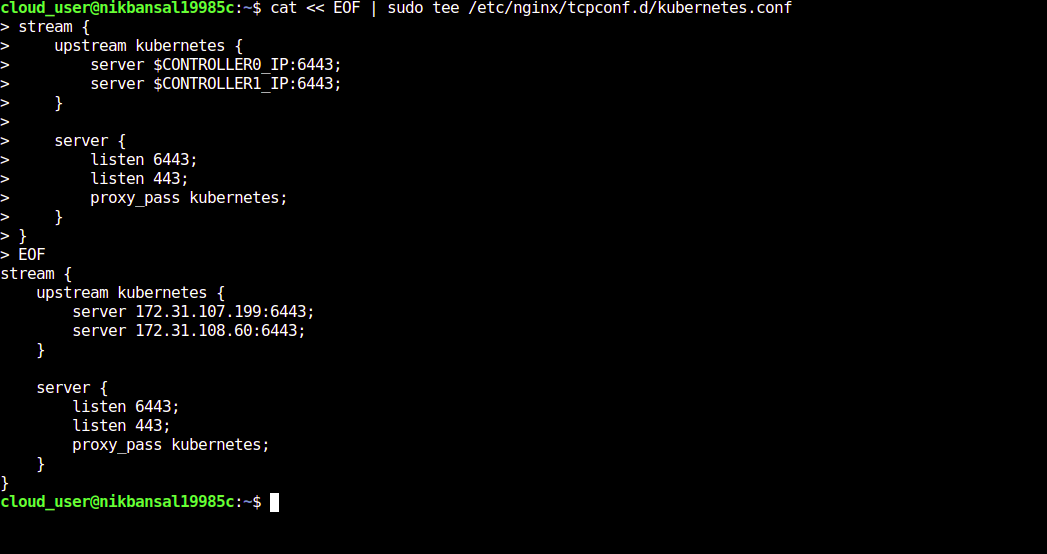 cloud_user@nikbansal19985c:~$ cat << EOF | sudo tee /etc/nginx/tcpconf.d/kubernetes.conf
> stream {
>     upstream kubernetes {
>         server $CONTROLLER0_IP:6443;
>         server $CONTROLLER1_IP:6443;
>     }
>
>     server {
>         listen 6443;
>         listen 443;
>         proxy_pass kubernetes;
>     }
> }
> EOF
stream {
    upstream kubernetes {
        server 172.31.107.199:6443;
        server 172.31.108.60:6443;
    }

    server {
        listen 6443;
        listen 443;
        proxy_pass kubernetes;
    }
}
cloud_user@nikbansal19985c:~$